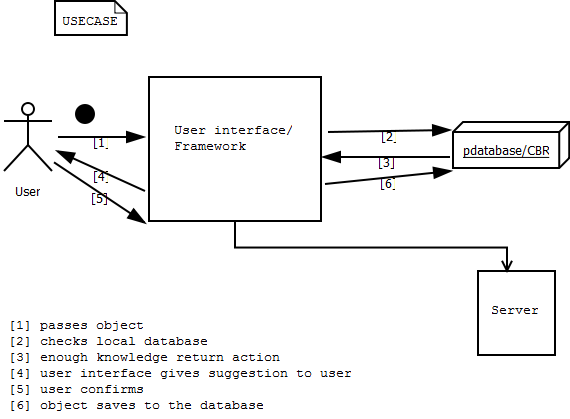 USECASE
User interface/
Framework
[1]
[2]
pdatabase/CBR
[3]
[4]
[6]
User
[5]
Server
[1] passes object
[2] checks local database
[3] enough knowledge return action
[4] user interface gives suggestion to user
[5] user confirms
[6] object saves to the database